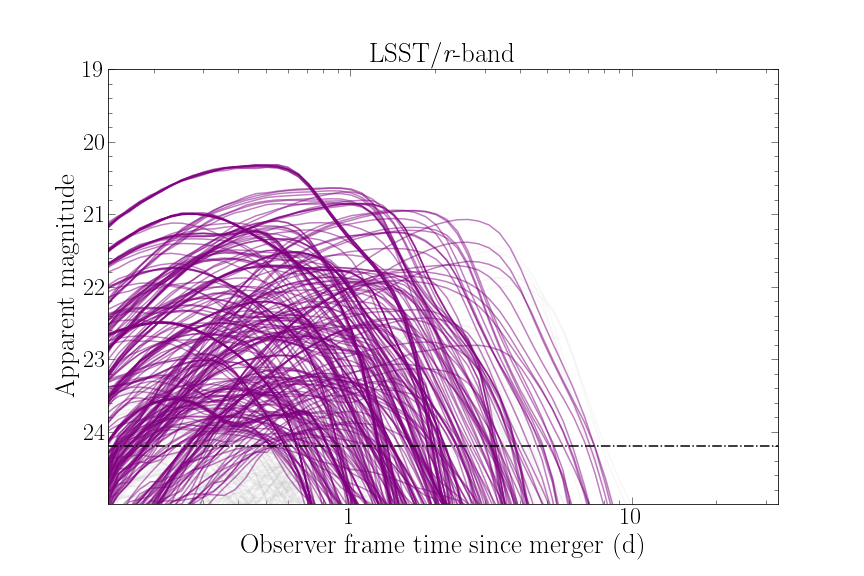 LSST/r-band
19
20
21
22
23
24
Apparent magnitude
1
10
Observer frame time since merger (d)